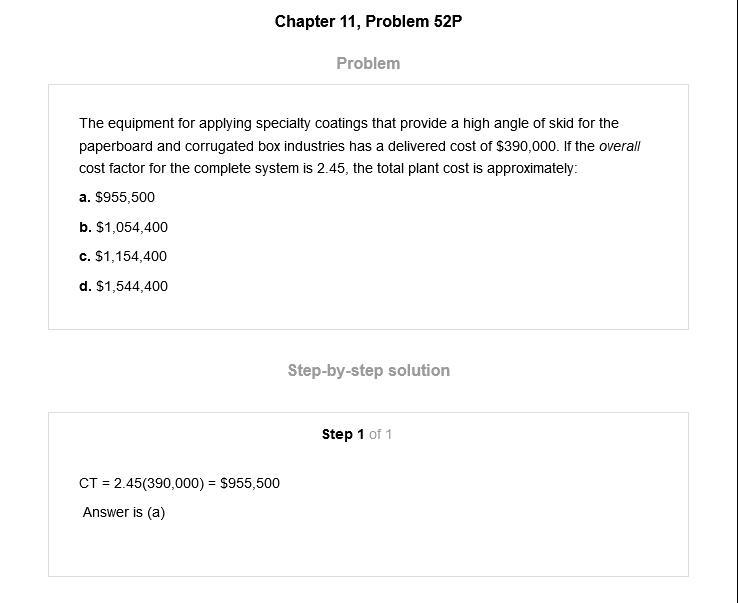 Chapter 11, Problem 52P
Problem
The equipment for applying specialty coatings that provide a high angle of skid for the
paperboard and corrugated box industries has a delivered cost of $390,000. If the overall
cost factor for the complete system is 2.45, the total plant cost is approximately:
a. $955,500
b. $1,054,400
c. $1,154,400
d. $1,544,400
Step-by-step solution
Step 1 of 1
CT = 2.45(390,000) = $955,500
Answer is (a)